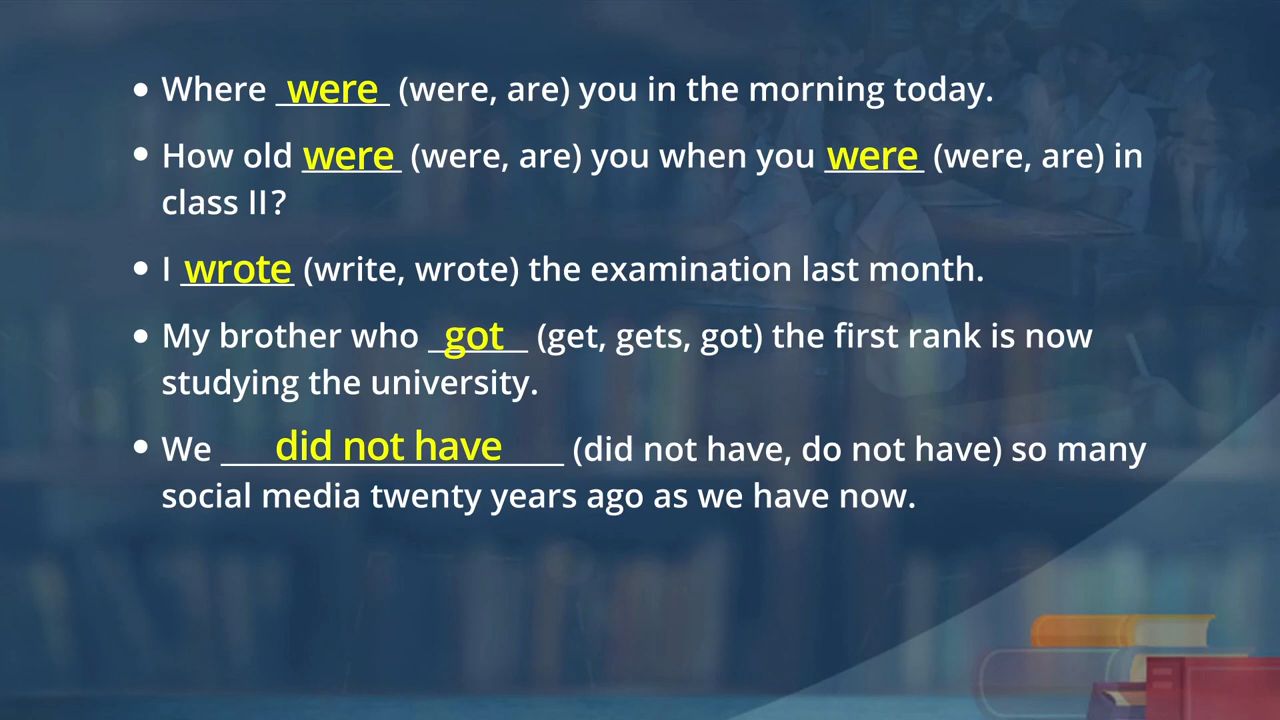 • Where were (were, are) you in the morning today.
• How old were (were, are) you when you were (were, are) in
class II?
• I wrote (write, wrote) the examination last month.
• My brother who got (get, gets, got) the first rank is now
studying the university.
• We did not have (did not have, do not have) so many
social media twenty years ago as we have now.